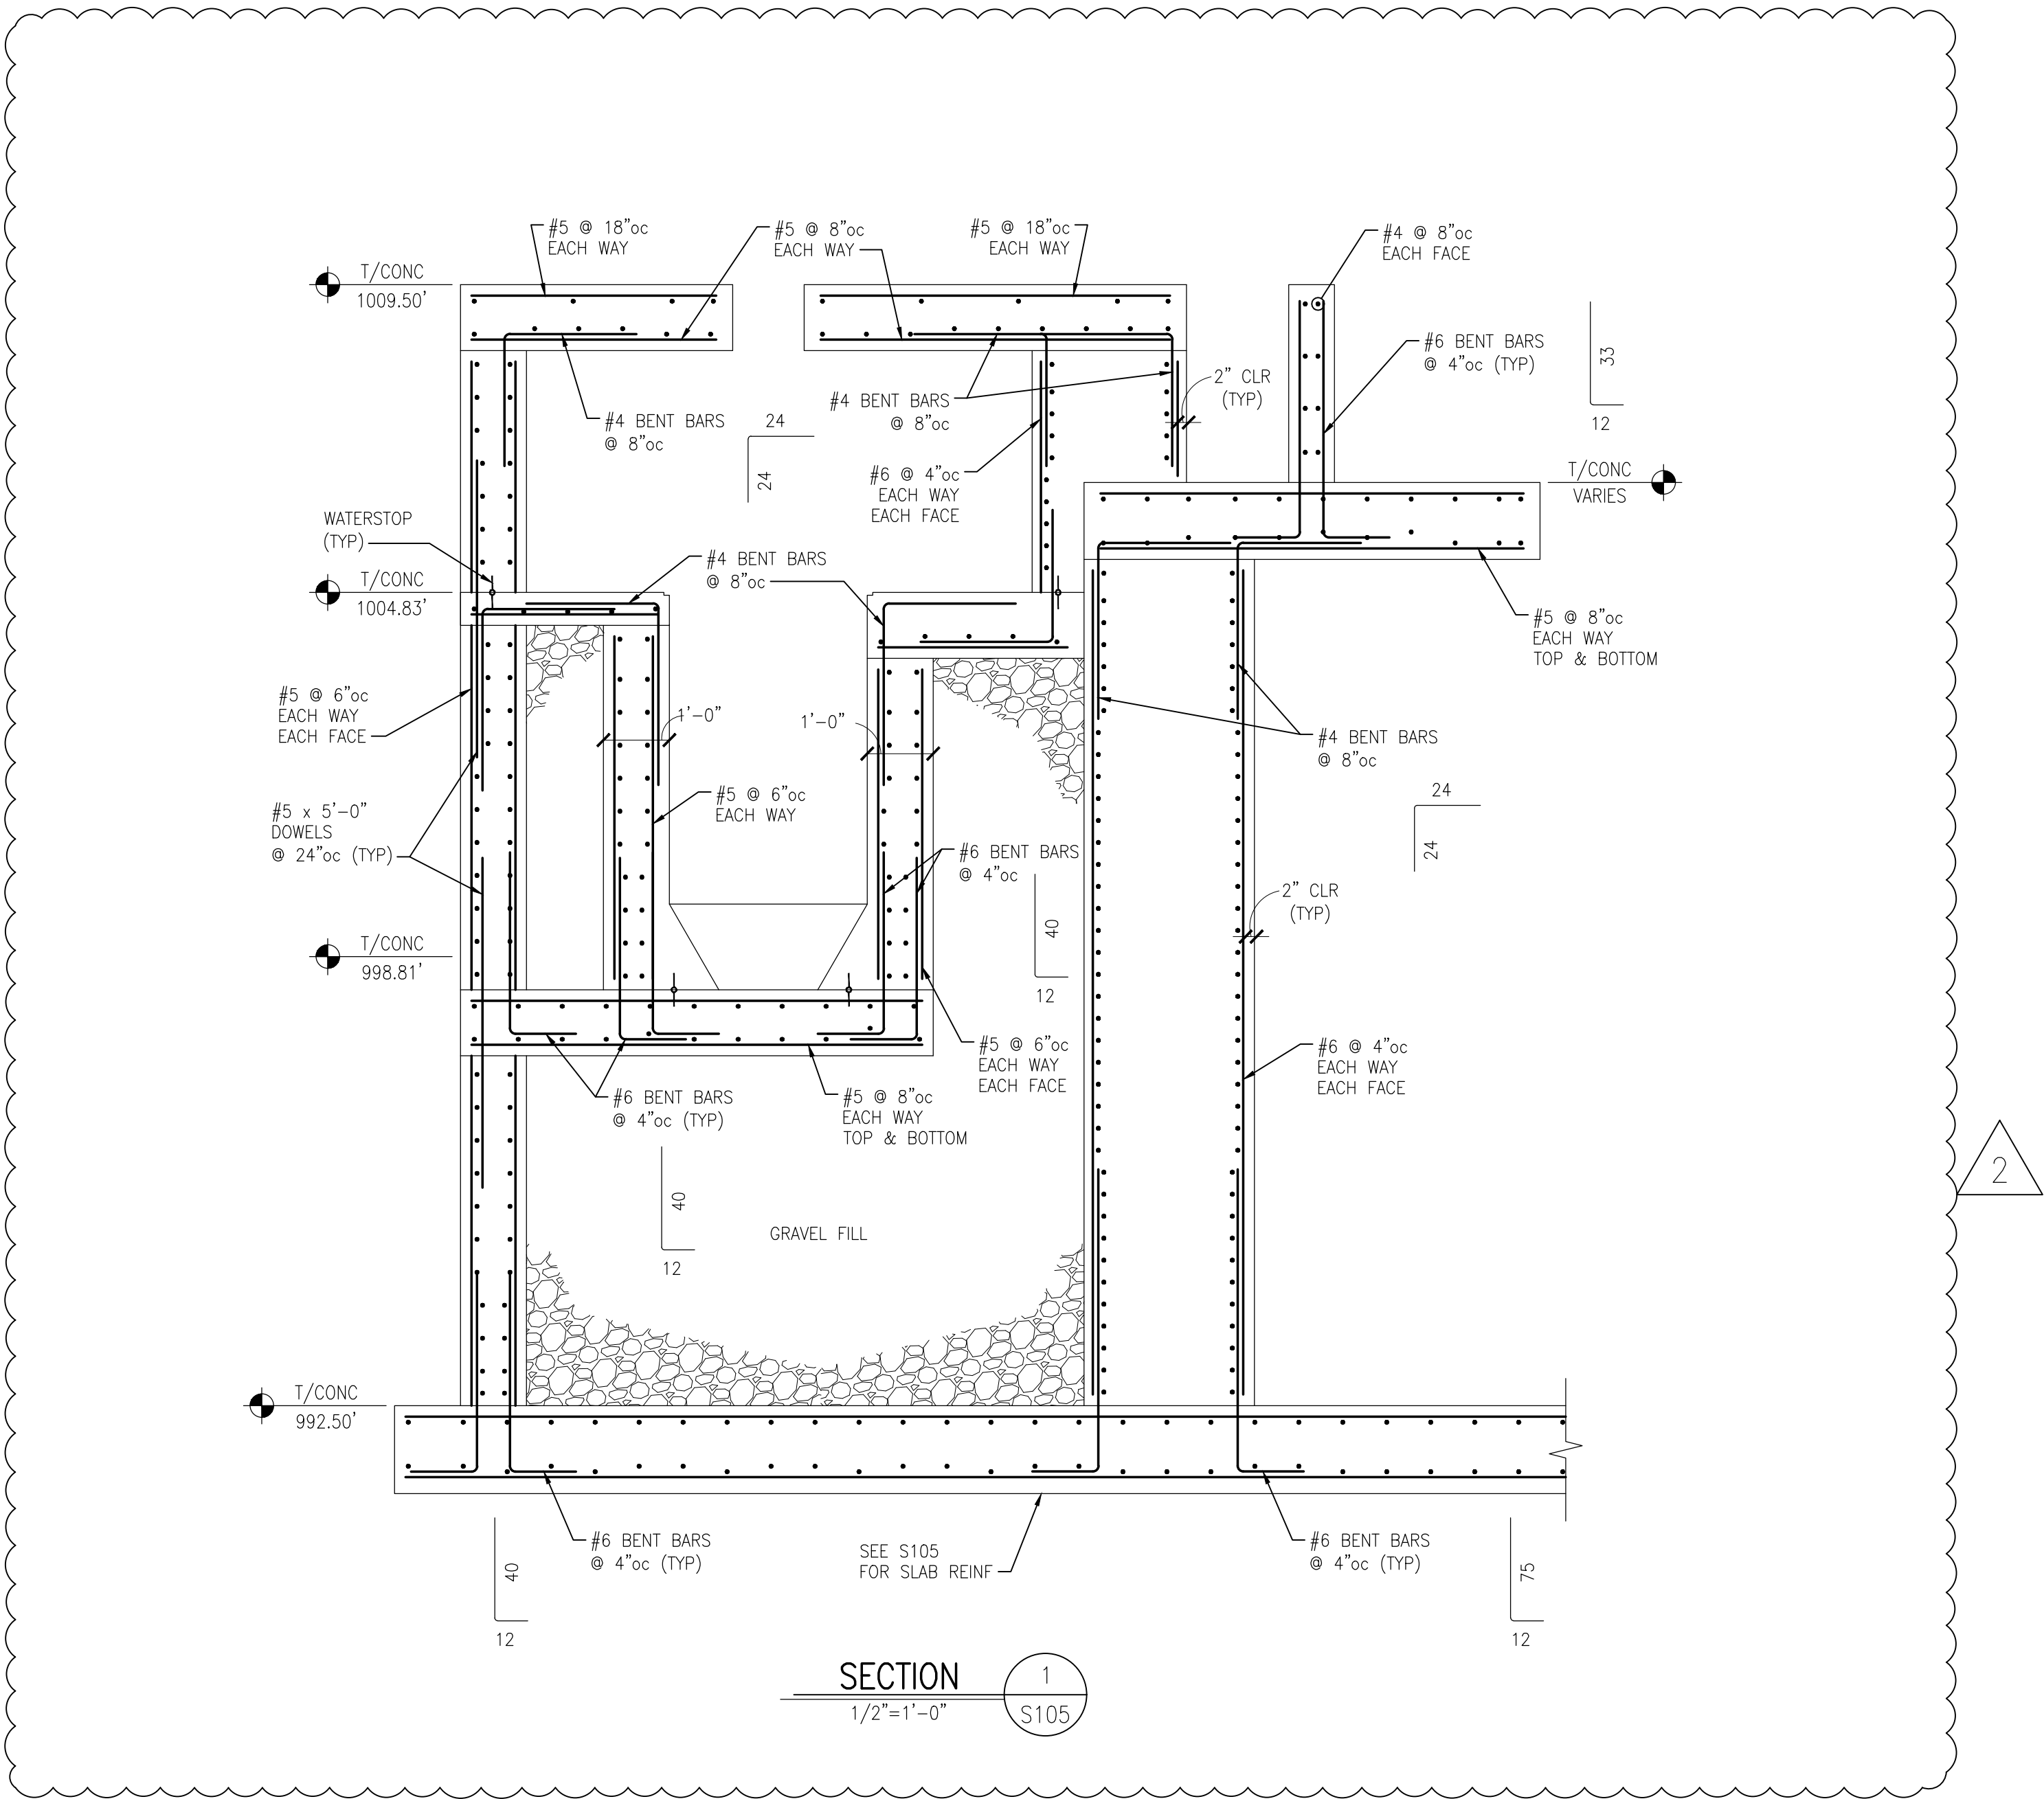 #5 @ 18"oc
EACH WAY
#5 @ 8"oc
EACH WAY
#5 @ 18"oc
EACH WAY
#4 @ 8"oc
EACH FACE
T/CONC
1009.50'
#6 BENT BARS
@ 4"oc (TYP)
33
12
2" CLR
(TYP)
#4 BENT BARS
@ 8"oc
#4 BENT BARS
@ 8"oc
24
24
#6 @ 4"oc
EACH WAY
EACH FACE
T/CONC
VARIES
WATERSTOP
(TYP)
#4 BENT BARS
@ 8"oc
T/CONC
1004.83'
#5 @ 8"oc
EACH WAY
TOP & BOTTOM
#5 @ 6"oc
EACH WAY
EACH FACE
1'-0"
1'-0"
#4 BENT BARS
@ 8"oc
#5 @ 6"oc
EACH WAY
24
24
#5 x 5'-0"
DOWELS
@ 24"oc (TYP)
#6 BENT BARS
@ 4"oc
40
12
2" CLR
(TYP)
T/CONC
998.81'
#5 @ 6"oc
EACH WAY
EACH FACE
#6 @ 4"oc
EACH WAY
EACH FACE
#6 BENT BARS
@ 4"oc (TYP)
#5 @ 8"oc
EACH WAY
TOP & BOTTOM
2
40
12
GRAVEL FILL
T/CONC
992.50'
#6 BENT BARS
@ 4"oc (TYP)
40
12
SEE S105
FOR SLAB REINF
#6 BENT BARS
@ 4"oc (TYP)
75
12
SECTION
1/2"=1'-0"
1
S105